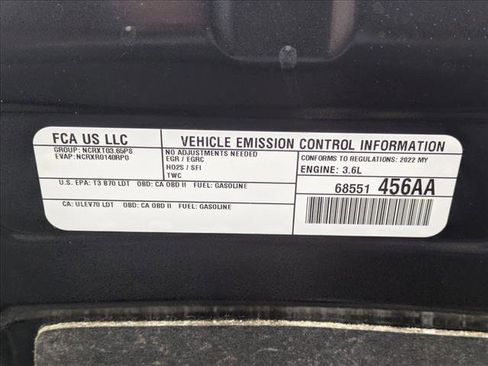 FCA US LLC
GROUP: NCRXT03.65P8
EVAP: NCRXR0140RP0
VEHICLE EMISSION CONTROL INFORMATION
NO ADJUSTMENTS NEEDED
EGR / EGRC
HO2S / SFI
TWC
CONFORMS TO REGULATIONS: 2022 MY
ENGINE: 3.6L
68551 456AA
U.S. EPA: T3 B70 LDT OBD: CA OBD II FUEL: GASOLINE
CA: ULEV70 LDT OBD: CA OBD II FUEL: GASOLINE